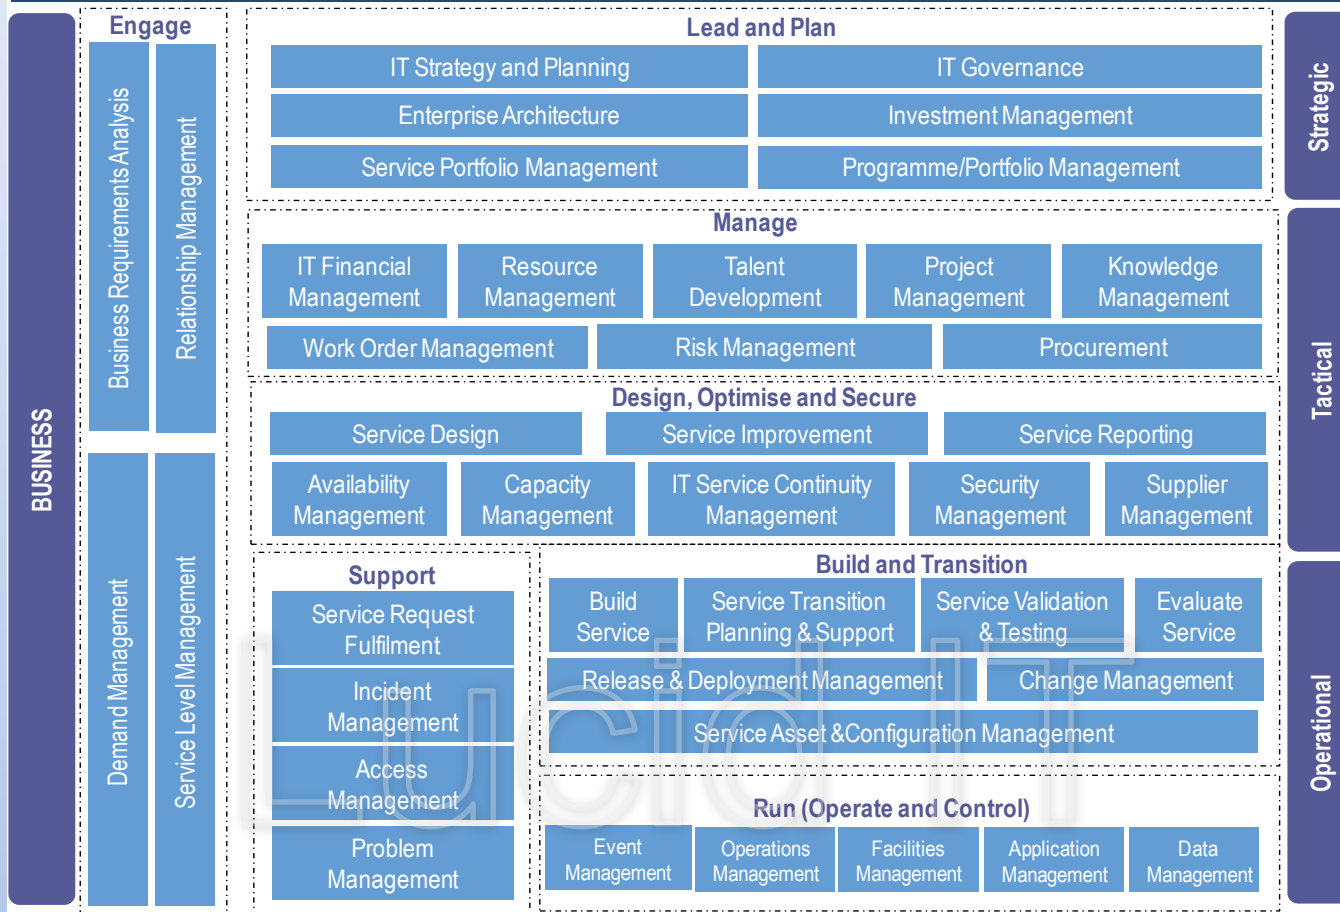 BUSINESS
Engage
Business Requirements Analysis
Relationship Management
Demand Management
Service Level Management
Lead and Plan
IT Strategy and Planning
IT Governance
Enterprise Architecture
Investment Management
Service Portfolio Management
Programme/Portfolio Management
Strategic
Manage
IT Financial
Management
Resource
Management
Talent
Development
Project
Management
Knowledge
Management
Work Order Management
Risk Management
Procurement
Tactical
Design, Optimise and Secure
Service Design
Service Improvement
Service Reporting
Availability
Management
Capacity
Management
IT Service Continuity
Management
Security
Management
Supplier
Management
Support
Service Request
Fulfilment
Incident
Management
Access
Management
Problem
Management
Build and Transition
Build
Service
Service Transition
Planning & Support
Service Validation
& Testing
Evaluate
Service
Release & Deployment Management
Change Management
Service Asset &Configuration Management
Operational
Run (Operate and Control)
Event
Management
Operations
Management
Facilities
Management
Application
Management
Data
Management
Lucid IT